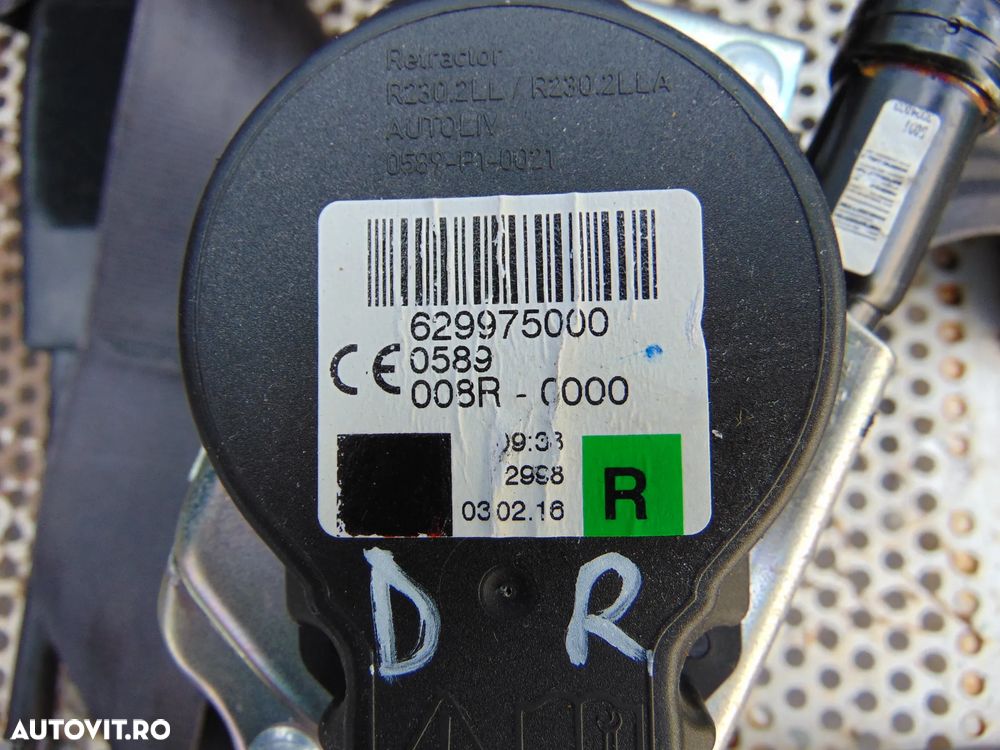 Retractor
R230.2LL / R230.2LLA
AUTOLIV
0589-P1-0021
629975000
CE 0589
008R - 0000
09:38
2998
03.02.16
R
D R
AUTOVIT.RO